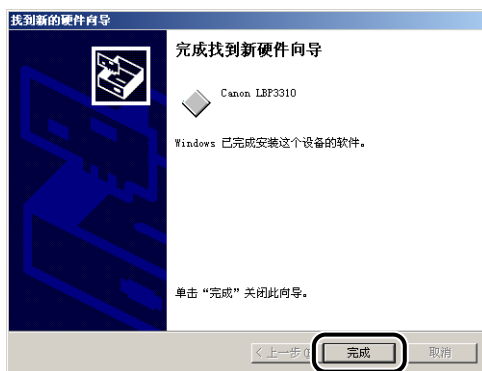 找到新的硬件向导
完成找到新硬件向导
Canon LBP3310
Windows 已完成安装这个设备的软件。
单击“完成”关闭此向导。
< 上一步 完成 取消